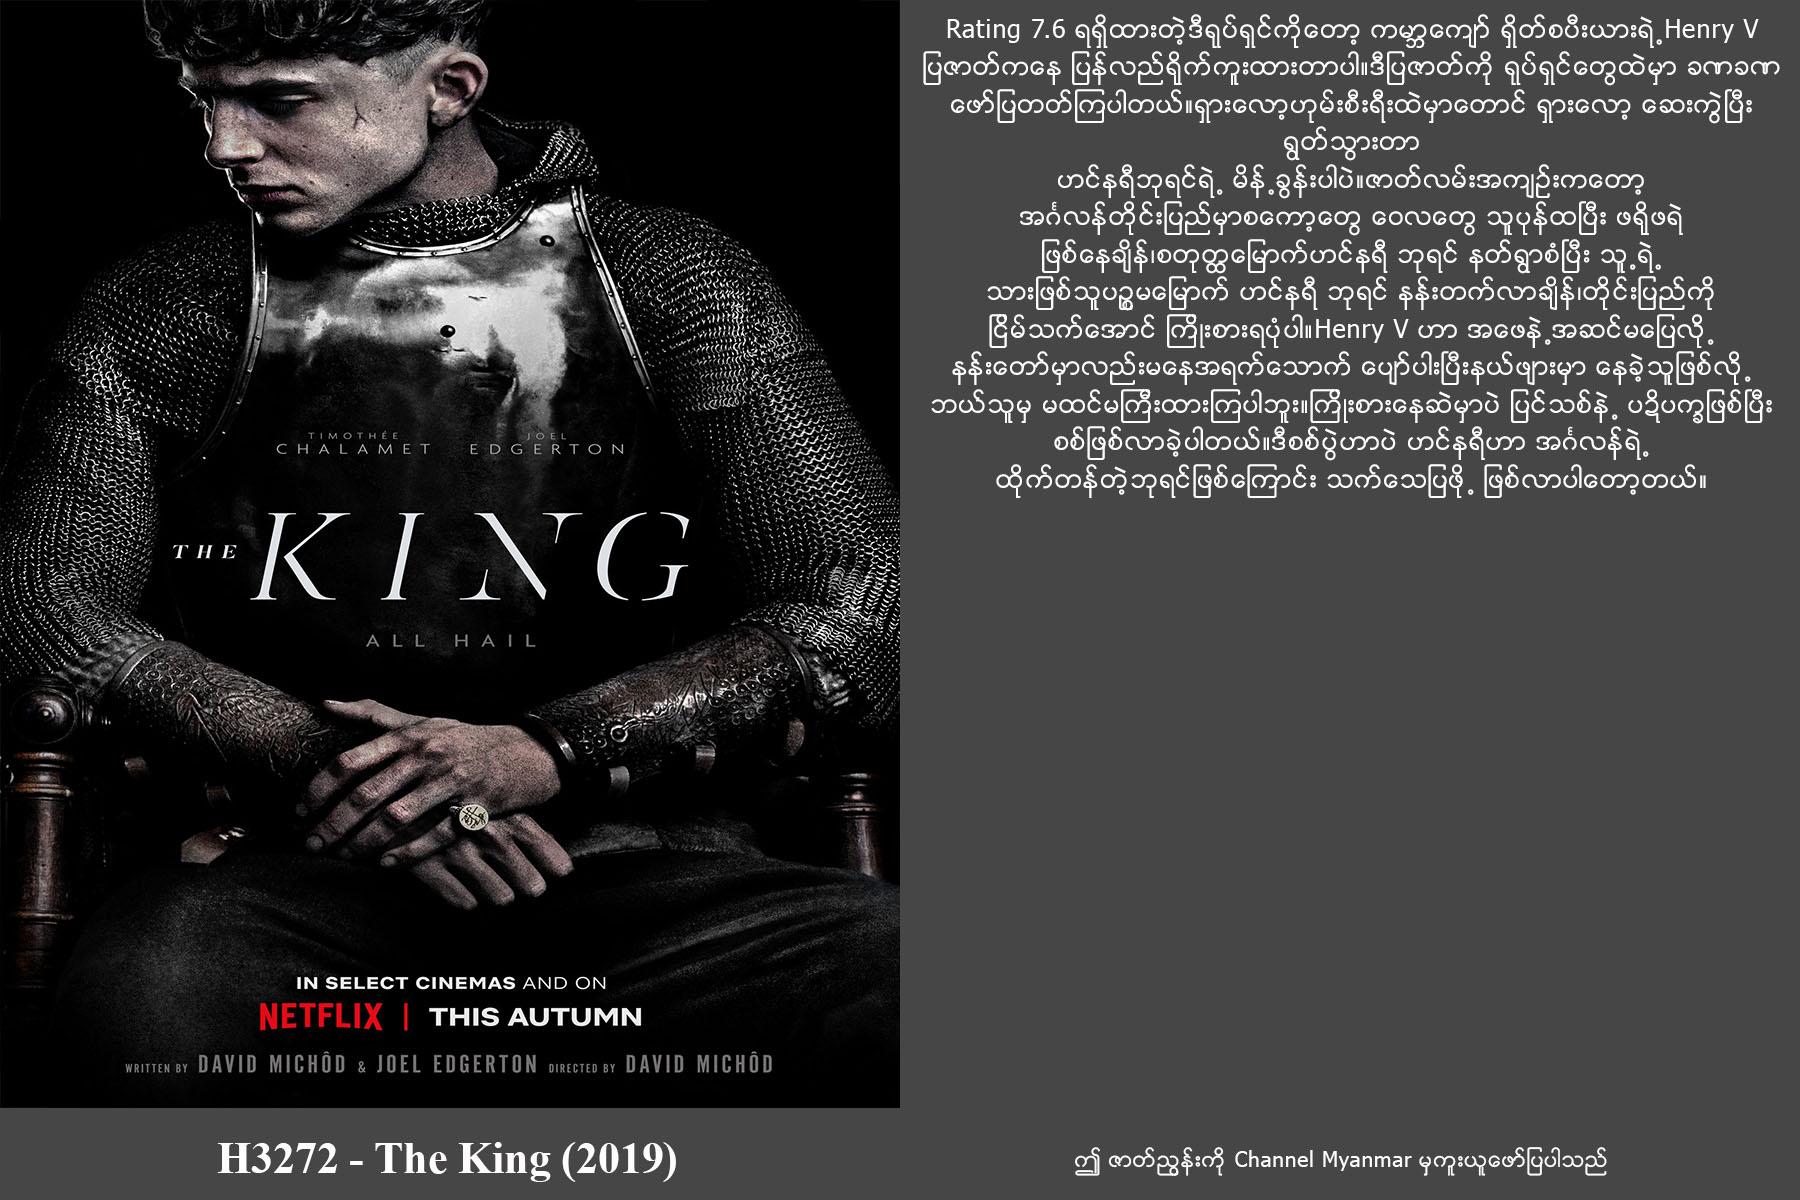 TIMOTHÉE CHALAMET
JOEL EDGERTON
THE KING
ALL HAIL
IN SELECT CINEMAS AND ON
NETFLIX | THIS AUTUMN
WRITTEN BY DAVID MICHÔD & JOEL EDGERTON DIRECTED BY DAVID MICHÔD
H3272 - The King (2019)
Rating 7.6 ရရှိထားတဲ့ဒီရုပ်ရှင်ကိုတော့ ကမ္ဘာကျော် ရှိတ်စပီးယားရဲ့Henry V
ပြဇာတ်ကနေ ပြန်လည်ရိုက်ကူးထားတာပါ။ဒီပြဇာတ်ကို ရုပ်ရှင်တွေထဲမှာ ခဏခဏ
ဖော်ပြတတ်ကြပါတယ်။ရှားလော့ဟုမ်းစီးရီးထဲမှာတောင် ရှားလော့ ဆေးကွဲပြီး
ရွတ်သွားတာ
ဟင်နရီဘုရင်ရဲ့ မိန့်ခွန်းပါပဲ။ဇာတ်လမ်းအကျဉ်းကတော့
အင်္ဂလန်တိုင်းပြည်မှာစကော့တွေ ဝေလတွေ သူပုန်ထပြီး ဖရိုဖရဲ
ဖြစ်နေချိန်၊စတုတ္ထမြောက်ဟင်နရီ ဘုရင် နတ်ရွာစံပြီး သူ့ရဲ့
သားဖြစ်သူပဉ္စမမြောက် ဟင်နရီ ဘုရင် နန်းတက်လာချိန်၊တိုင်းပြည်ကို
ငြိမ်သက်အောင် ကြိုးစားရပုံပါ။Henry V ဟာ အဖေနဲ့အဆင်မပြေလို့
နန်းတော်မှာလည်းမနေအရက်သောက် ပျော်ပါးပြီးနယ်ဖျားမှာ နေခဲ့သူဖြစ်လို့
ဘယ်သူမှ မထင်မကြီးထားကြပါဘူး။ကြိုးစားနေဆဲမှာပဲ ပြင်သစ်နဲ့ ပဋိပက္ခဖြစ်ပြီး
စစ်ဖြစ်လာခဲ့ပါတယ်။ဒီစစ်ပွဲဟာပဲ ဟင်နရီဟာ အင်္ဂလန်ရဲ့
ထိုက်တန်တဲ့ဘုရင်ဖြစ်ကြောင်း သက်သေပြဖို့ ဖြစ်လာပါတော့တယ်။
ဤ ဇာတ်ညွှန်းကို Channel Myanmar မှကူးယူဖော်ပြပါသည်